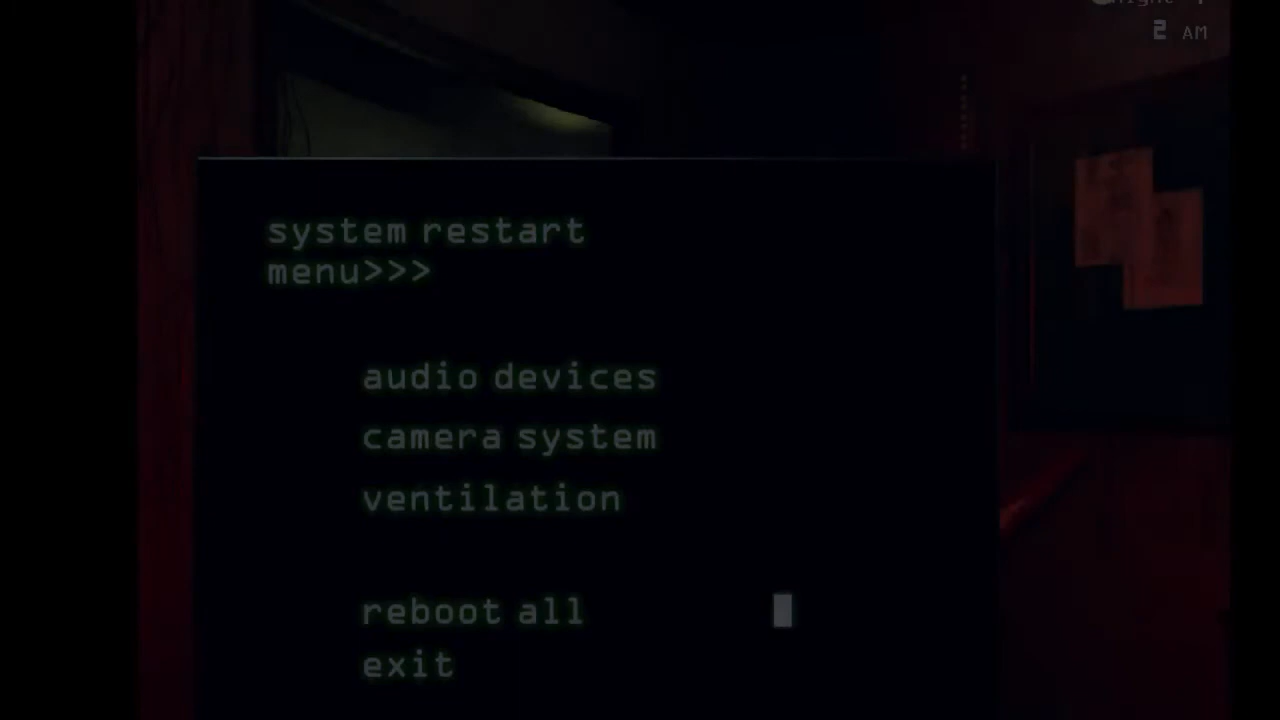 2 AM
system restart
menu>>>
audio devices
camera system
ventilation
reboot all
exit